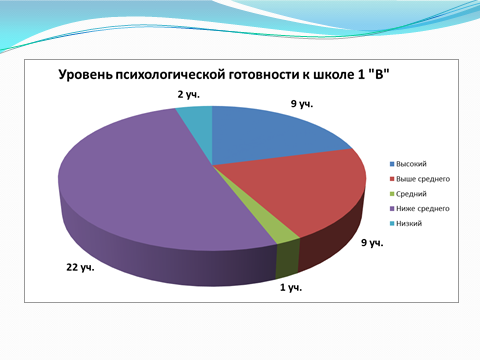 Уровень психологической готовности к школе 1 "В"
2 уч.
9 уч.
Высокий
Выше среднего
Средний
Ниже среднего
Низкий
9 уч.
22 уч.
1 уч.